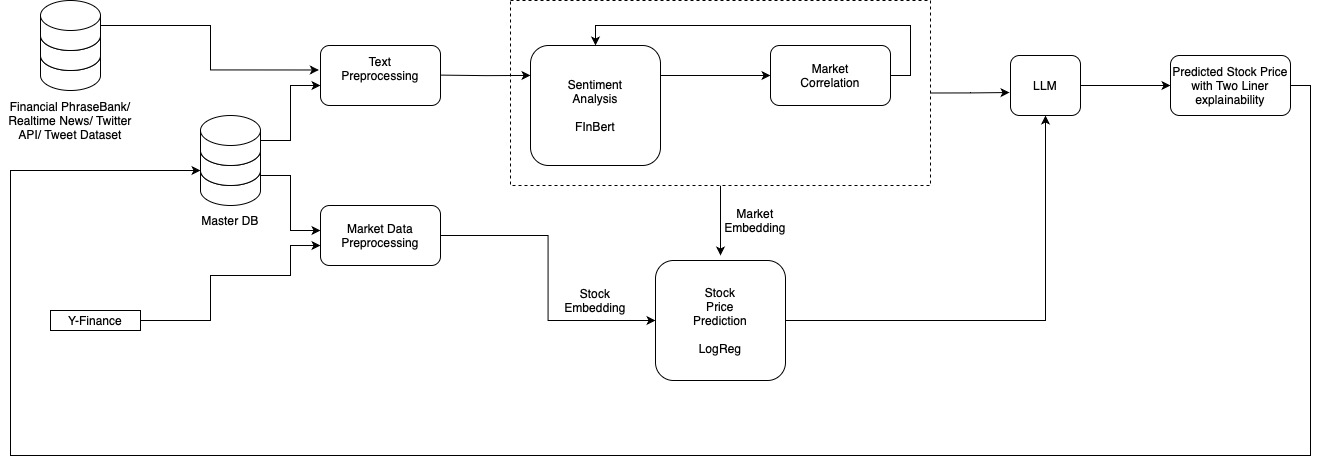 Financial PhraseBank/
Realtime News/ Twitter
API/ Tweet Dataset
Master DB
Y-Finance
Text
Preprocessing
Market Data
Preprocessing
Sentiment
Analysis
FInBert
Market
Correlation
Market
Embedding
Stock
Embedding
Stock
Price
Prediction
LogReg
LLM
Predicted Stock Price
with Two Liner
explainability